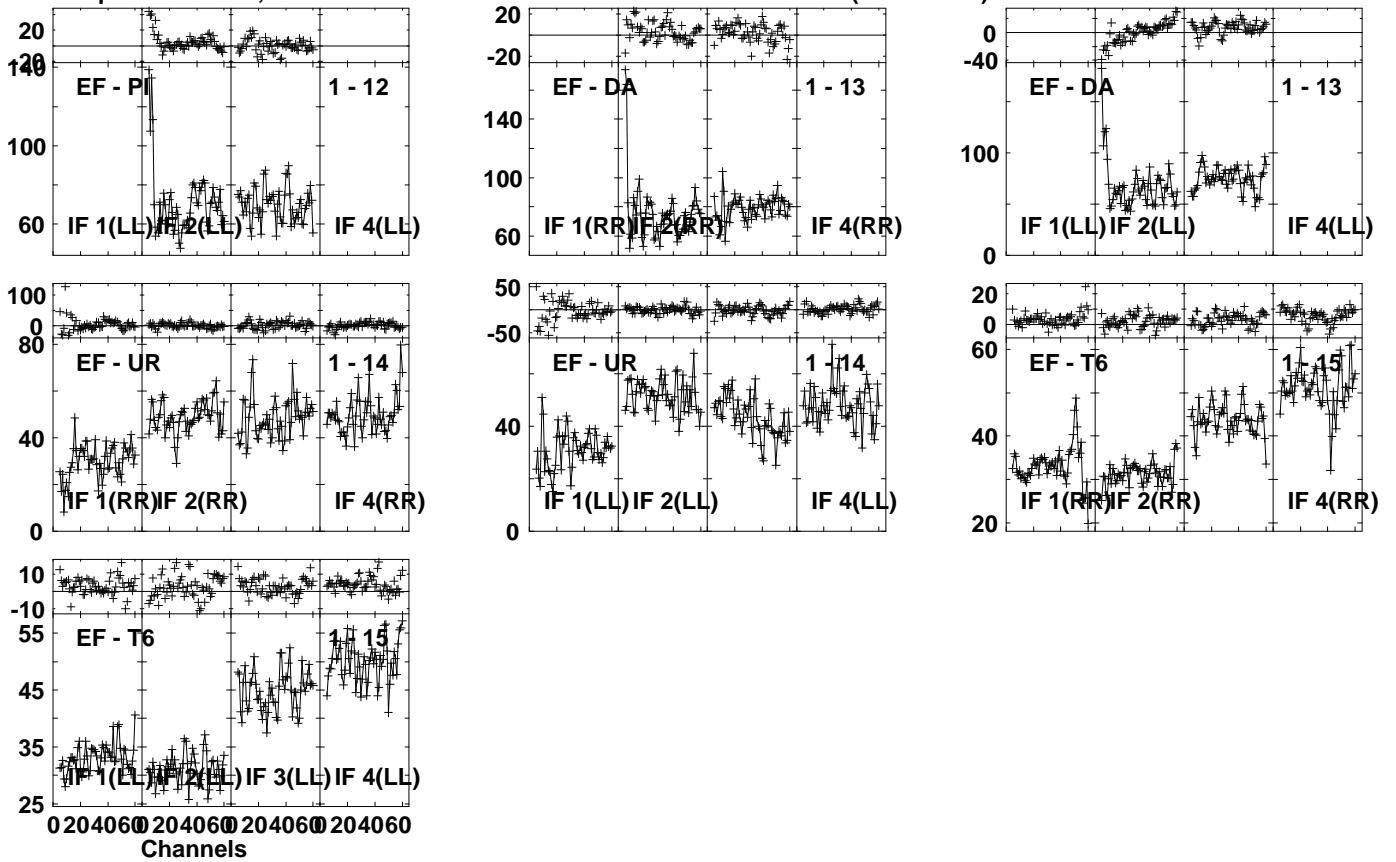 20
-20
EF - PI
1 - 12
140
100
60
IF 1(LL) IF 2(LL) IF 4(LL)
20
-20
EF - DA
1 - 13
140
100
60
IF 1(RR) IF 2(RR) IF 4(RR)
0
-40
EF - DA
1 - 13
100
0
IF 1(LL) IF 2(LL) IF 4(LL)
100
0
EF - UR
1 - 14
80
40
0
IF 1(RR) IF 2(RR) IF 4(RR)
50
-50
EF - UR
1 - 14
40
0
IF 1(LL) IF 2(LL) IF 4(LL)
20
0
EF - T6
1 - 15
60
40
20
IF 1(RR) IF 2(RR) IF 4(RR)
10
-10
EF - T6
1 - 15
55
45
35
25
IF 1(LL) IF 2(LL) IF 3(LL) IF 4(LL)
0 20 40 60 0 20 40 60 0 20 40 60 0 20 40 60
Channels